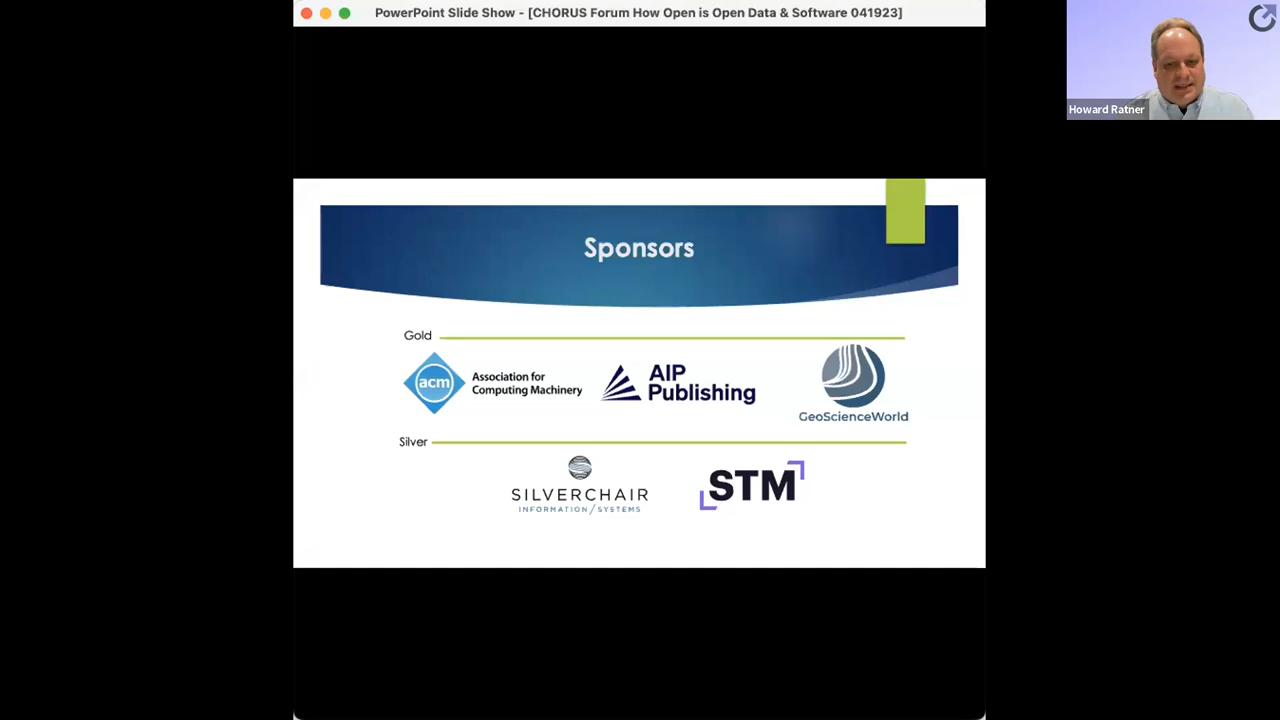 PowerPoint Slide Show - [CHORUS Forum How Open is Open Data & Software 041923]
Howard Ratner
Sponsors
Gold
acm
Association for
Computing Machinery
AIP
Publishing
GeoScienceWorld
Silver
SILVERCHAIR
INFORMATION/SYSTEMS
STM